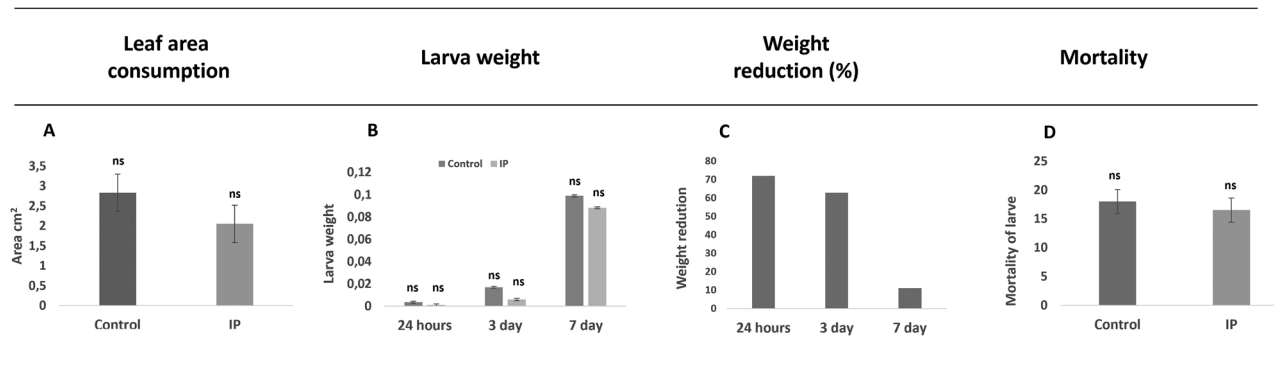 Leaf area
consumption
Larva weight
Weight
reduction (%)
Mortality
A
Area cm²
3,5
3
2,5
2
1,5
1
0,5
0
ns
ns
Control
IP
B
Control
IP
Larva weight
0,12
0,1
0,08
0,06
0,04
0,02
0
ns
ns
ns
ns
ns
ns
24 hours
3 day
7 day
C
Weight redution
80
70
60
50
40
30
20
10
0
24 hours
3 day
7 day
D
Mortality of larve
25
20
15
10
5
0
ns
ns
Control
IP